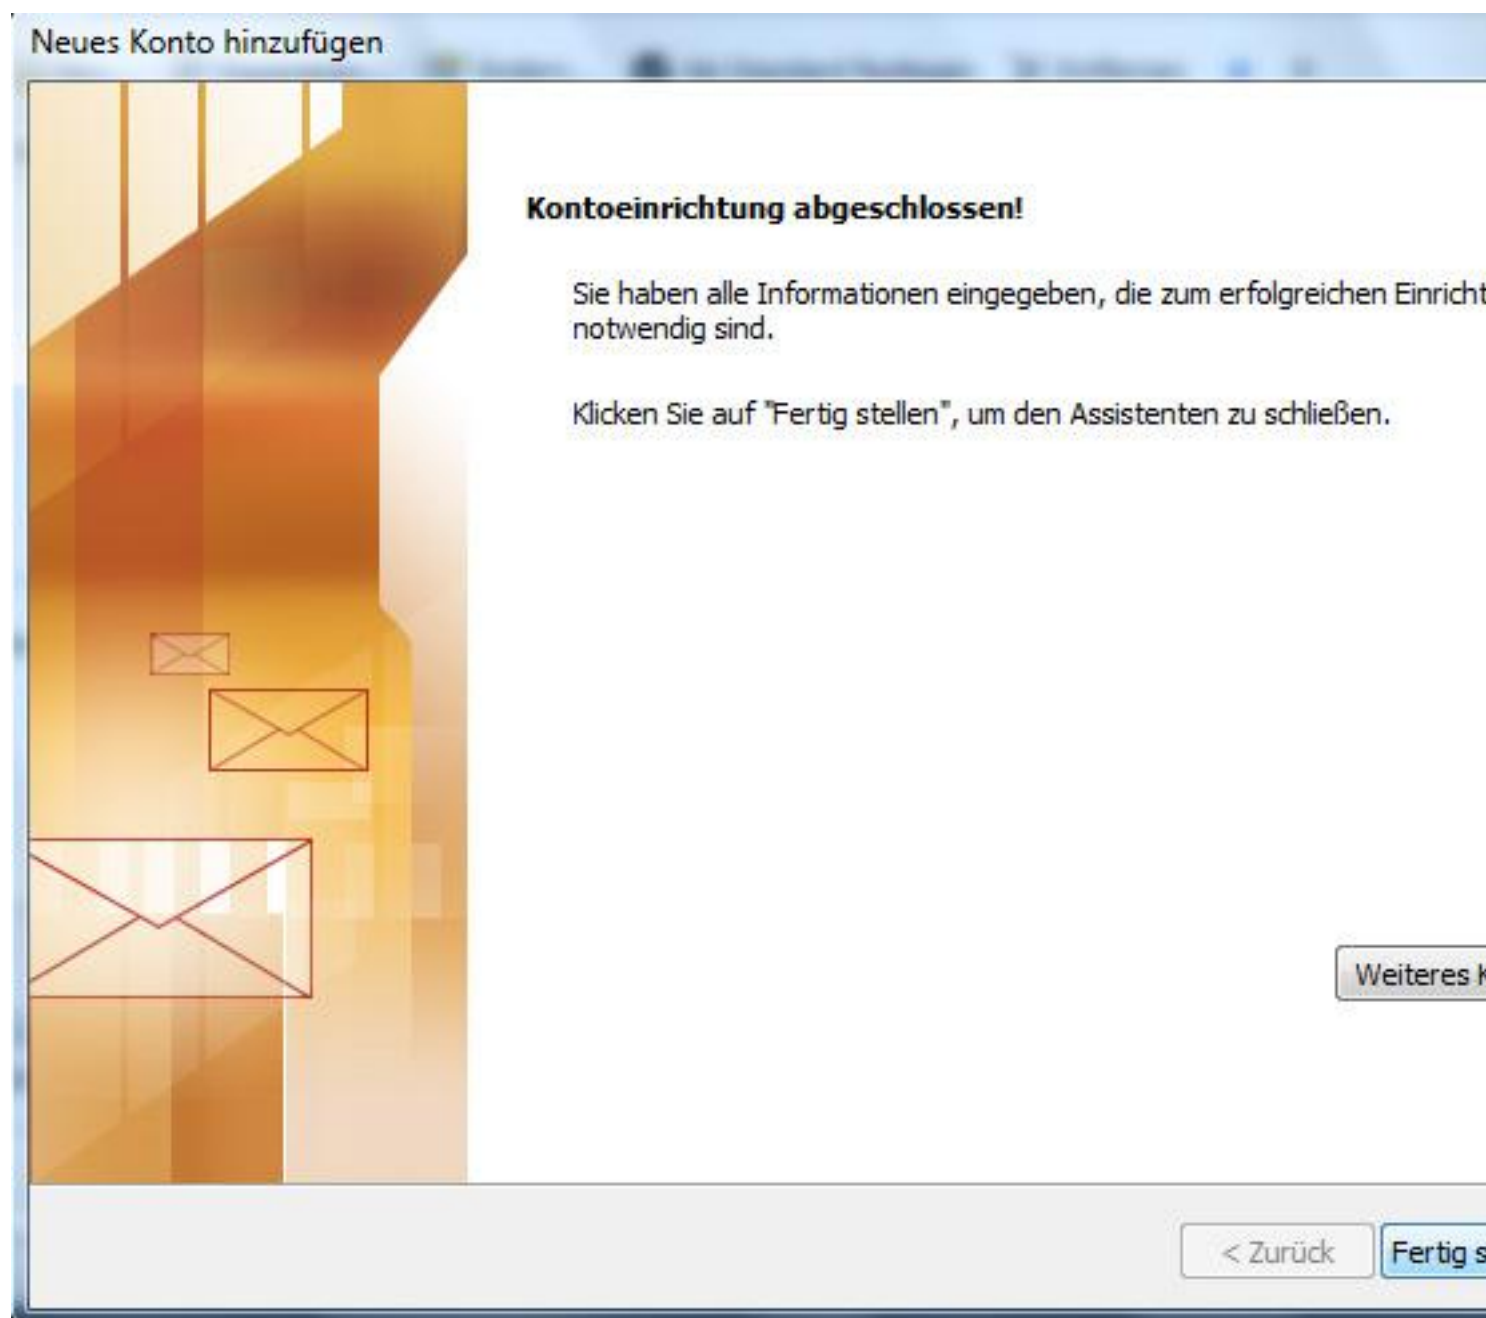 Neues Konto hinzufügen
Kontoeinrichtung abgeschlossen!
Sie haben alle Informationen eingegeben, die zum erfolgreichen Einricht
notwendig sind.
Klicken Sie auf "Fertig stellen", um den Assistenten zu schließen.
Weiteres K
< Zurück
Fertig s